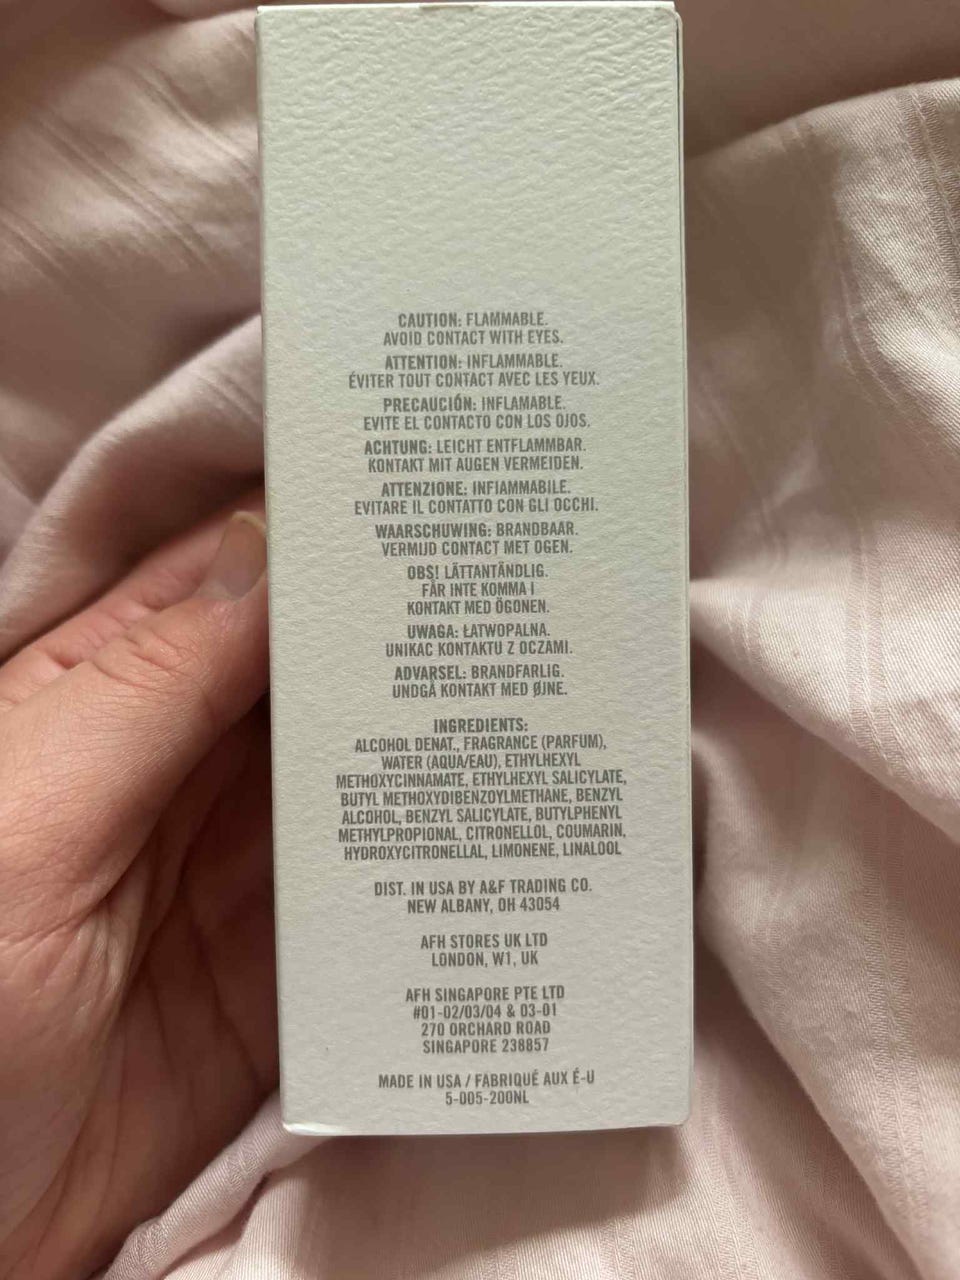 CAUTION: FLAMMABLE.
AVOID CONTACT WITH EYES.
ATTENTION: INFLAMMABLE.
ÉVITER TOUT CONTACT AVEC LES YEUX.
PRECAUCIÓN: INFLAMABLE.
EVITE EL CONTACTO CON LOS OJOS.
ACHTUNG: LEICHT ENTFLAMMBAR.
KONTAKT MIT AUGEN VERMEIDEN.
ATTENZIONE: INFIAMMABILE.
EVITARE IL CONTATTO CON GLI OCCHI.
WAARSCHUWING: BRANDBAAR.
VERMIJD CONTACT MET OGEN.
OBS! LÄTTANTÄNDLIG.
FÅR INTE KOMMA I
KONTAKT MED ÖGONEN.
UWAGA: ŁATWOPALNA.
UNIKAC KONTAKTU Z OCZAMI.
ADVARSEL: BRANDFARLIG.
UNDGÅ KONTAKT MED ØJNE.
INGREDIENTS:
ALCOHOL DENAT., FRAGRANCE (PARFUM),
WATER (AQUA/EAU), ETHYLHEXYL
METHOXYCINNAMATE, ETHYLHEXYL SALICYLATE,
BUTYL METHOXYDIBENZOYLMETHANE, BENZYL
ALCOHOL, BENZYL SALICYLATE, BUTYLPHENYL
METHYLPROPIONAL, CITRONELLOL, COUMARIN,
HYDROXYCITRONELLAL, LIMONENE, LINALOOL
DIST. IN USA BY A&F TRADING CO.
NEW ALBANY, OH 43054
AFH STORES UK LTD
LONDON, W1, UK
AFH SINGAPORE PTE LTD
#01-02/03/04 & 03-01
270 ORCHARD ROAD
SINGAPORE 238857
MADE IN USA / FABRIQUÉ AUX É-U
5-005-200NL